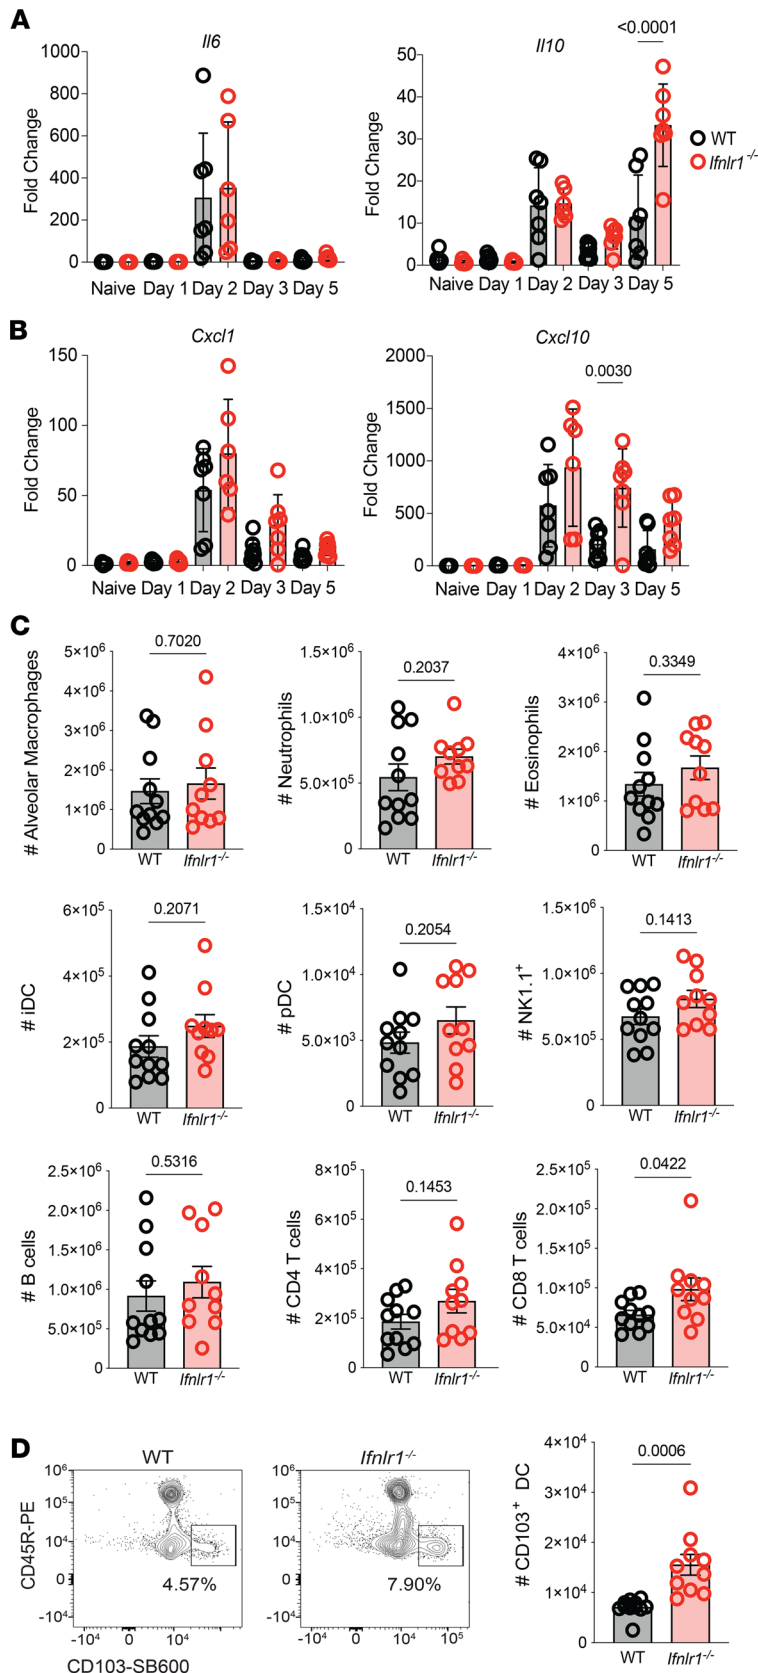 A
Il6
Il10
Fold Change
1000
800
600
400
200
0
Naive Day 1 Day 2 Day 3 Day 5
Fold Change
50
40
30
20
10
0
<0.0001
WT
Ifnlr1-/-
Naive Day 1 Day 2 Day 3 Day 5
B
Cxcl1
Cxcl10
Fold Change
150
100
50
0
Naive Day 1 Day 2 Day 3 Day 5
Fold Change
2000
1500
1000
500
0
0.0030
Naive Day 1 Day 2 Day 3 Day 5
C
# Alveolar Macrophages
5×10⁶
4×10⁶
3×10⁶
2×10⁶
1×10⁶
0
0.7020
WT Ifnlr1-/-
# Neutrophils
1.5×10⁶
1.0×10⁶
5.0×10⁵
0
0.2037
WT Ifnlr1-/-
# Eosinophils
4×10⁶
3×10⁶
2×10⁶
1×10⁶
0
0.3349
WT Ifnlr1-/-
# iDC
6×10⁵
4×10⁵
2×10⁵
0
0.2071
WT Ifnlr1-/-
# pDC
1.5×10⁴
1.0×10⁴
5.0×10³
0
0.2054
WT Ifnlr1-/-
# NK1.1⁺
1.5×10⁶
1.0×10⁶
5.0×10⁵
0
0.1413
WT Ifnlr1-/-
# B cells
2.5×10⁶
2.0×10⁶
1.5×10⁶
1.0×10⁶
5.0×10⁵
0
0.5316
WT Ifnlr1-/-
# CD4 T cells
8×10⁵
6×10⁵
4×10⁵
2×10⁵
0
0.1453
WT Ifnlr1-/-
# CD8 T cells
2.5×10⁵
2.0×10⁵
1.5×10⁵
1.0×10⁵
5.0×10⁴
0
0.0422
WT Ifnlr1-/-
D
WT
Ifnlr1-/-
CD45R-PE
10⁶
10⁵
10⁴
0
-10⁴
4.57%
-10⁴ 0 10⁴
CD103-SB600
10⁶
10⁵
10⁴
0
-10⁴
7.90%
-10⁴ 0 10⁴ 10⁵
# CD103⁺ DC
4×10⁴
3×10⁴
2×10⁴
1×10⁴
0
0.0006
WT Ifnlr1-/-